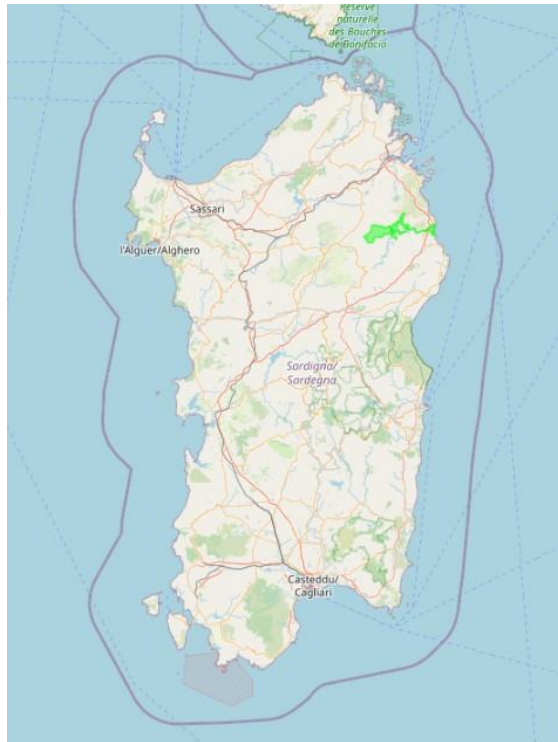 Réserve
naturelle
des Bouches
de Bonifacio
Sassari
l'Alguer/Alghero
Sardigna/
Sardegna
Casteddu/
Cagliari